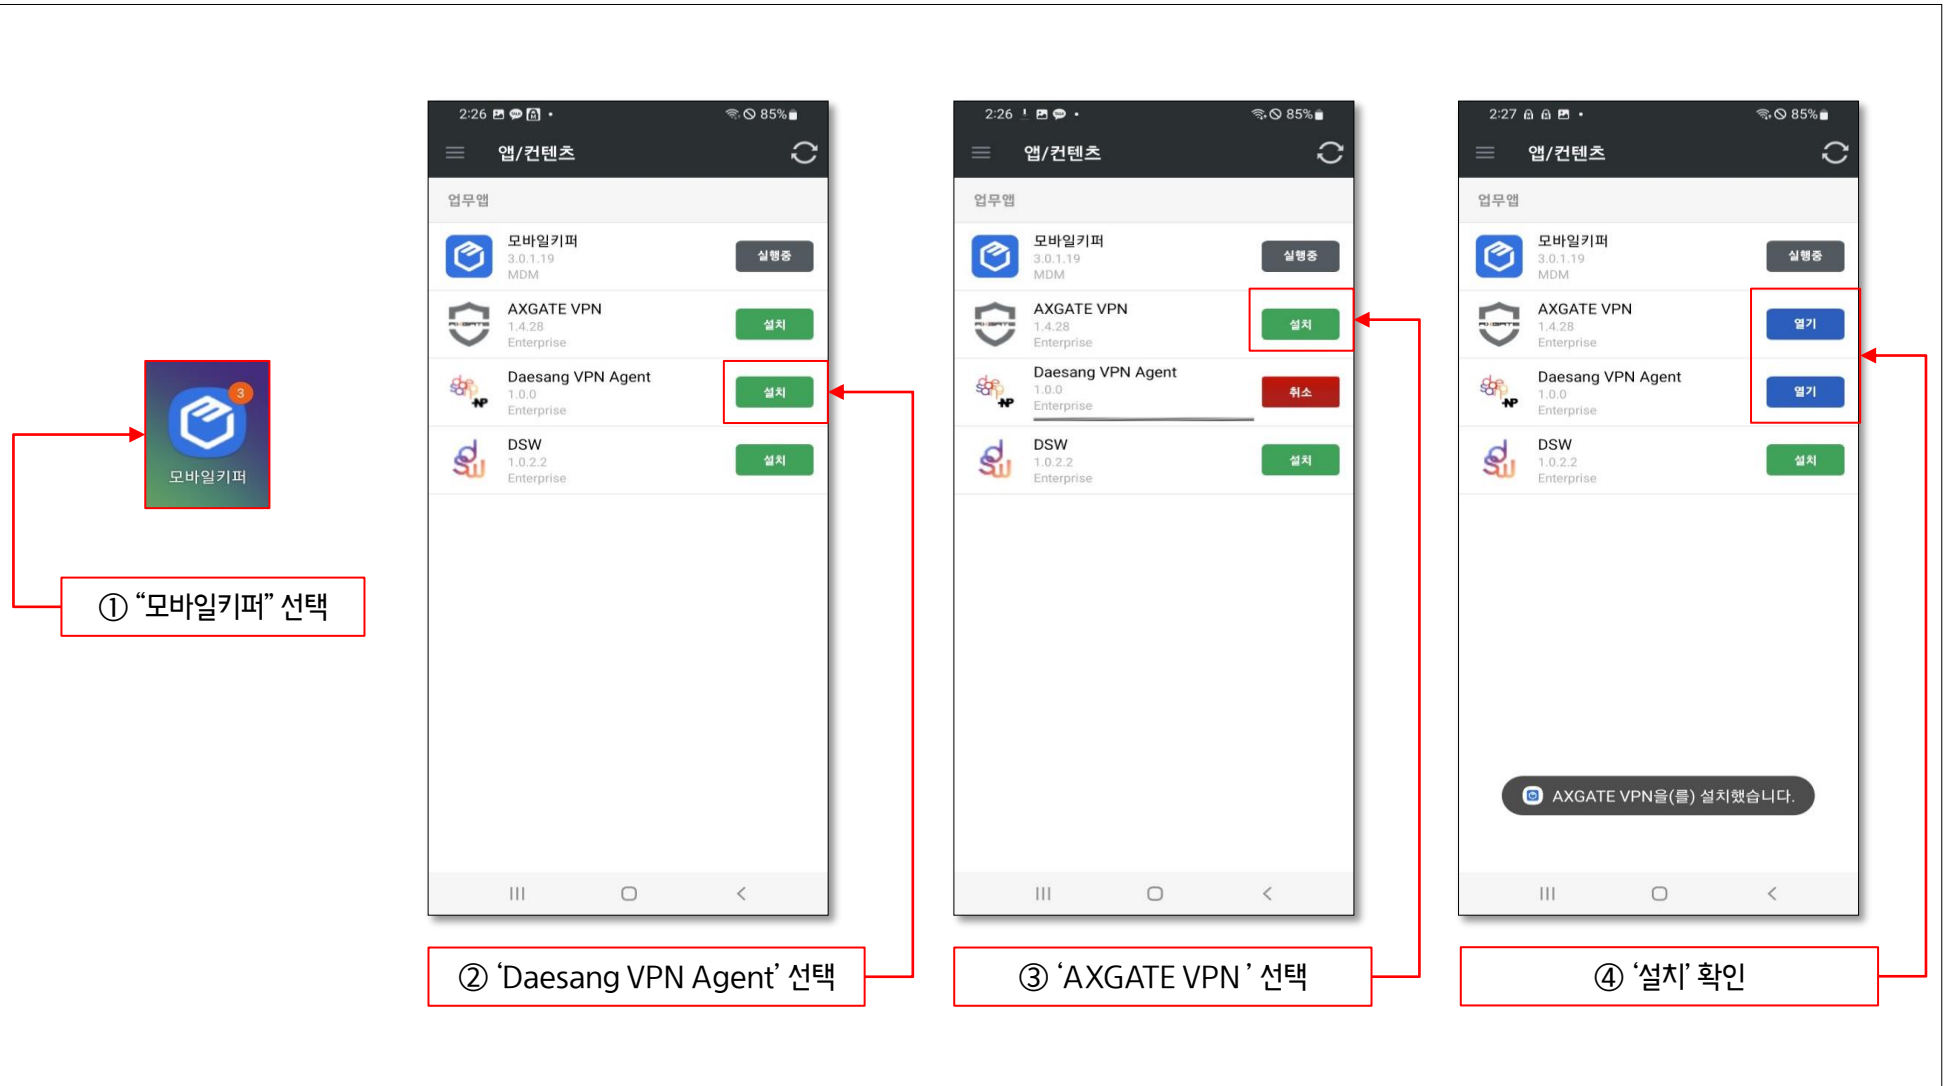 3
모바일키퍼
① “모바일키퍼” 선택
2:26
85%
앱/컨텐츠
업무앱
모바일키퍼
3.0.1.19
MDM
실행중
AXGATE VPN
1.4.28
Enterprise
설치
Daesang VPN Agent
1.0.0
Enterprise
설치
DSW
1.0.2.2
Enterprise
설치
② ‘Daesang VPN Agent’ 선택
2:26
85%
앱/컨텐츠
업무앱
모바일키퍼
3.0.1.19
MDM
실행중
AXGATE VPN
1.4.28
Enterprise
설치
Daesang VPN Agent
1.0.0
Enterprise
취소
DSW
1.0.2.2
Enterprise
설치
③ ‘AXGATE VPN ’ 선택
2:27
85%
앱/컨텐츠
업무앱
모바일키퍼
3.0.1.19
MDM
실행중
AXGATE VPN
1.4.28
Enterprise
열기
Daesang VPN Agent
1.0.0
Enterprise
열기
DSW
1.0.2.2
Enterprise
설치
AXGATE VPN을(를) 설치했습니다.
④ ‘설치’ 확인